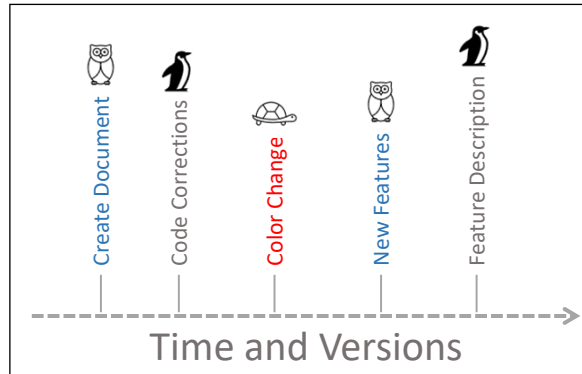 Create Document
Code Corrections
Color Change
New Features
Feature Description
Time and Versions